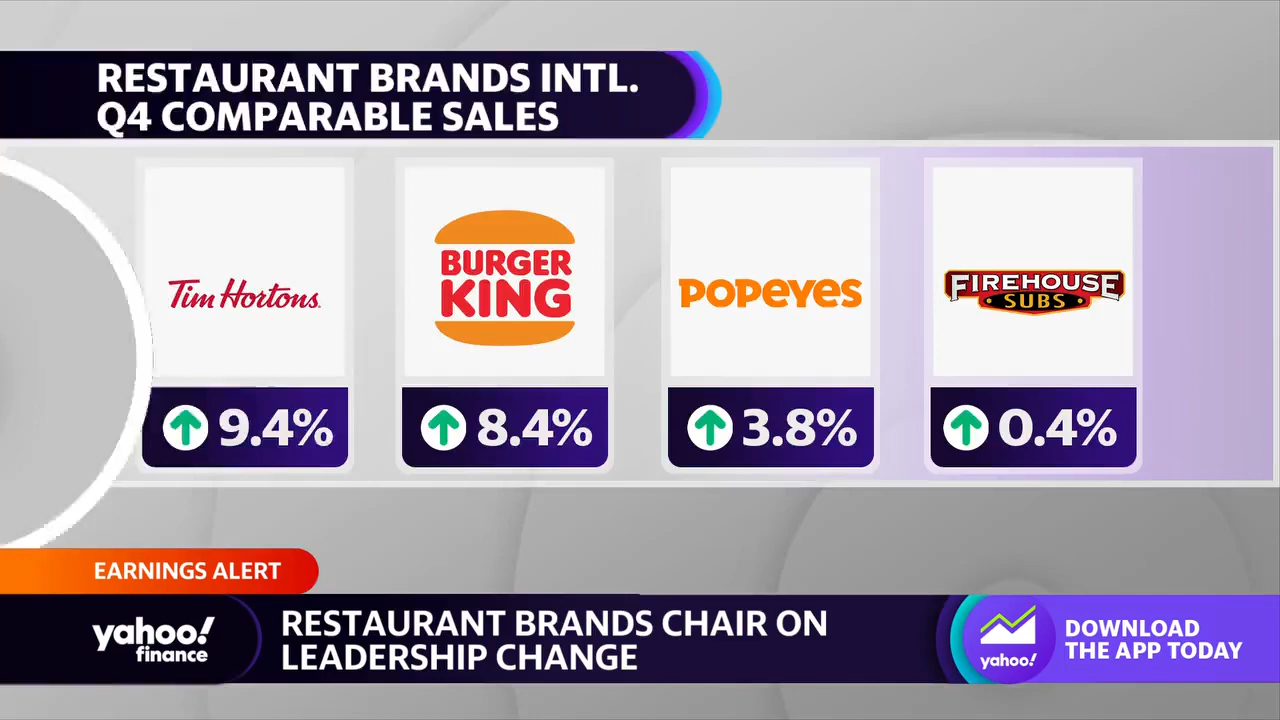 RESTAURANT BRANDS INTL.
Q4 COMPARABLE SALES
Tim Hortons.
BURGER
KING
POPEYES
FIREHOUSE
SUBS
9.4%
8.4%
3.8%
0.4%
EARNINGS ALERT
yahoo!
finance
RESTAURANT BRANDS CHAIR ON
LEADERSHIP CHANGE
yahoo!
DOWNLOAD
THE APP TODAY